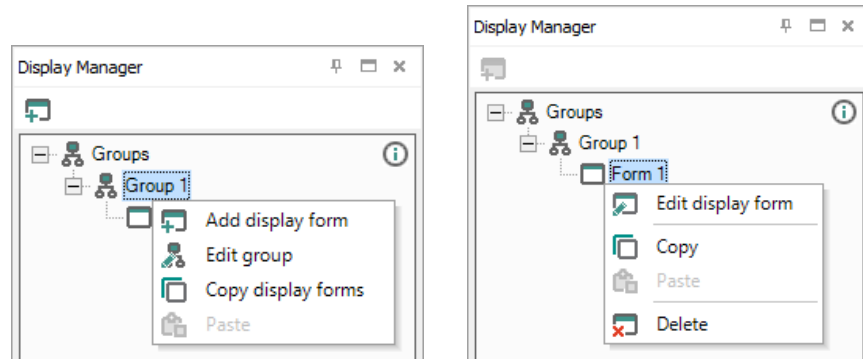 Display Manager
Groups
Group 1
Add display form
Edit group
Copy display forms
Paste
Display Manager
Groups
Group 1
Form 1
Edit display form
Copy
Paste
Delete